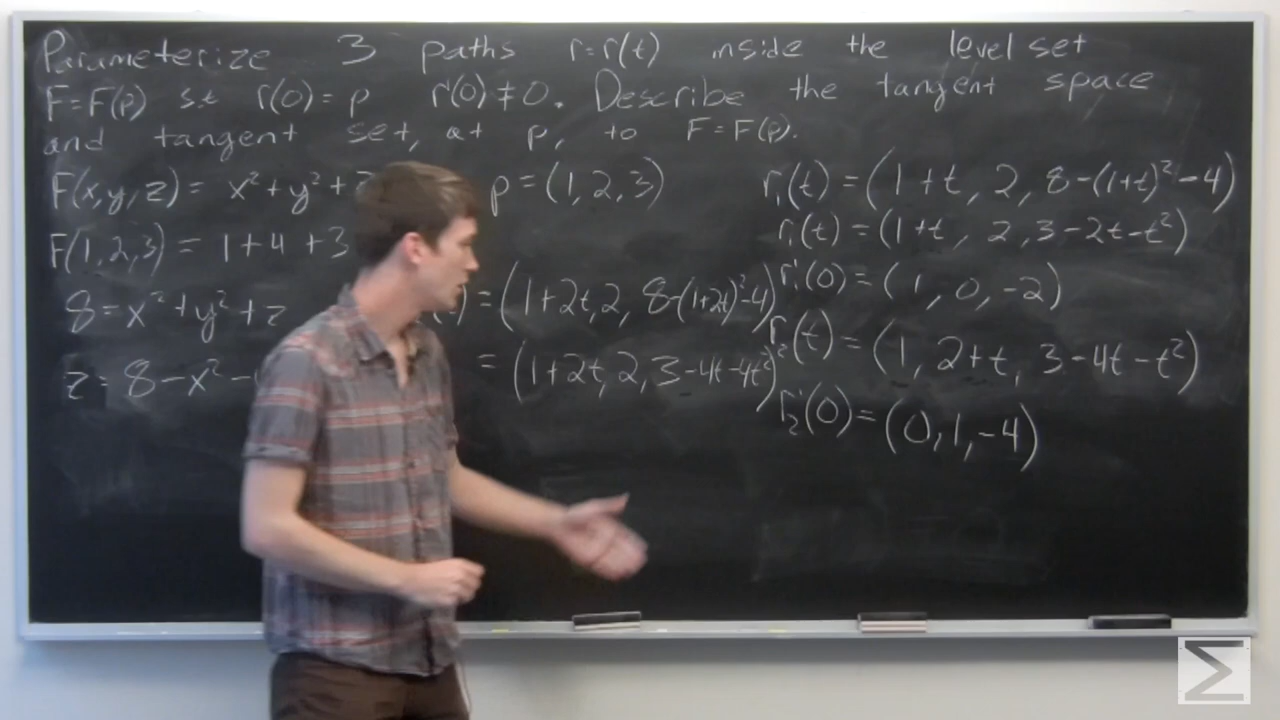 Parameterize 3 paths r=r(t) inside the level set
F=F(p) st r(0)=p r'(0)≠0. Describe the tangent space
and tangent set, at p, to F=F(p).
F(x,y,z) = x²+y²+z
p=(1,2,3)
F(1,2,3) = 1+4+3
8=x²+y²+z
z=8-x²-
=(1+2t,2, 8-(1+2t)²-4)
=(1+2t,2,3-4t-4t²)
r₁(t) =(1+t, 2, 8-(1+t)²-4)
r₁(t) =(1+t, 2,3-2t-t²)
r₁'(0)=(1, 0, -2)
r₂(t)=(1, 2+t, 3-4t-t²)
r₂'(0)=(0,1,-4)
Σ